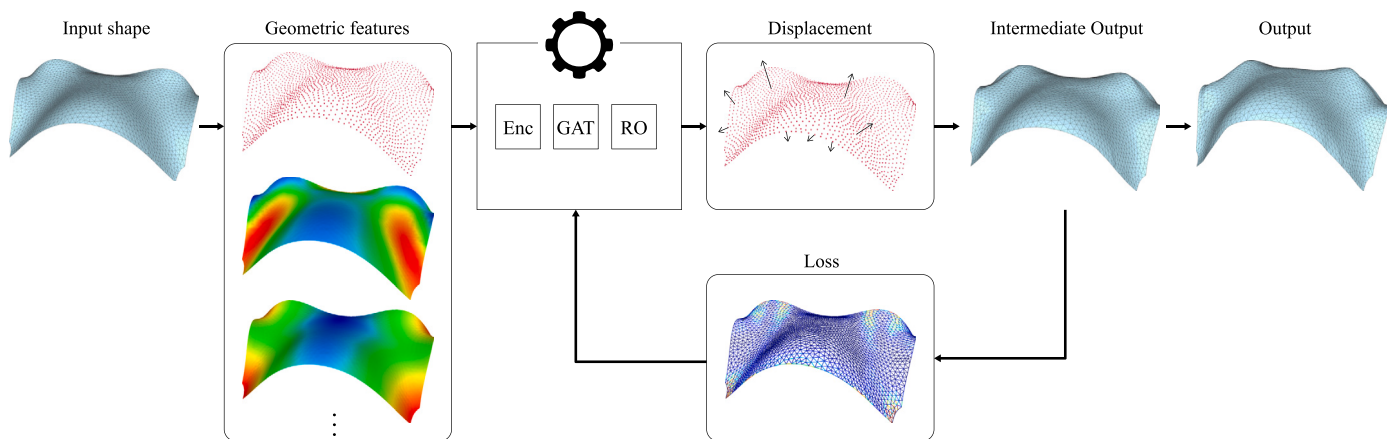 Input shape
Geometric features
Enc
GAT
RO
Displacement
Intermediate Output
Output
Loss